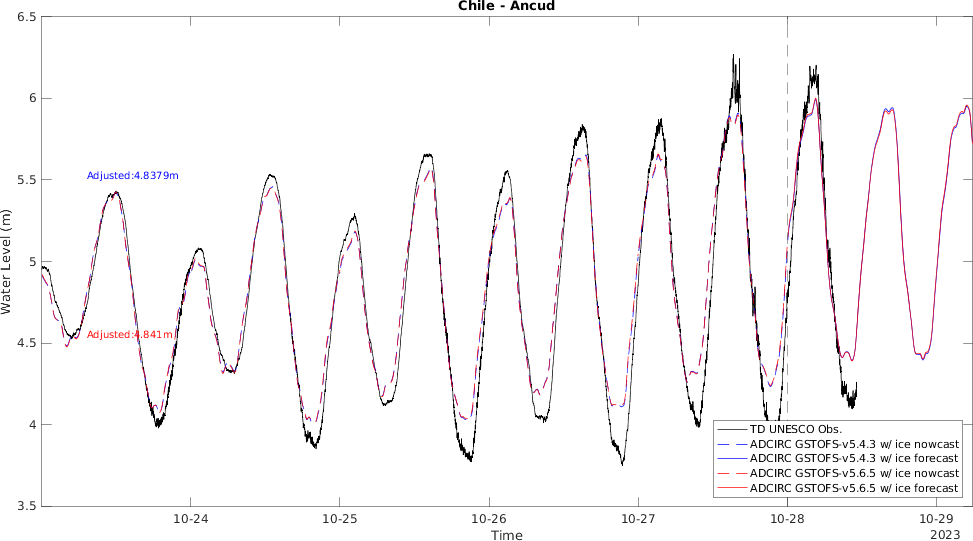 Chile - Ancud
6.5
6
5.5
5
4.5
4
3.5
Water Level (m)
Adjusted:4.8379m
Adjusted:4.841m
TD UNESCO Obs.
ADCIRC GSTOFS-v5.4.3 w/ ice nowcast
ADCIRC GSTOFS-v5.4.3 w/ ice forecast
ADCIRC GSTOFS-v5.6.5 w/ ice nowcast
ADCIRC GSTOFS-v5.6.5 w/ ice forecast
10-24
10-25
10-26
10-27
10-28
10-29
Time
2023